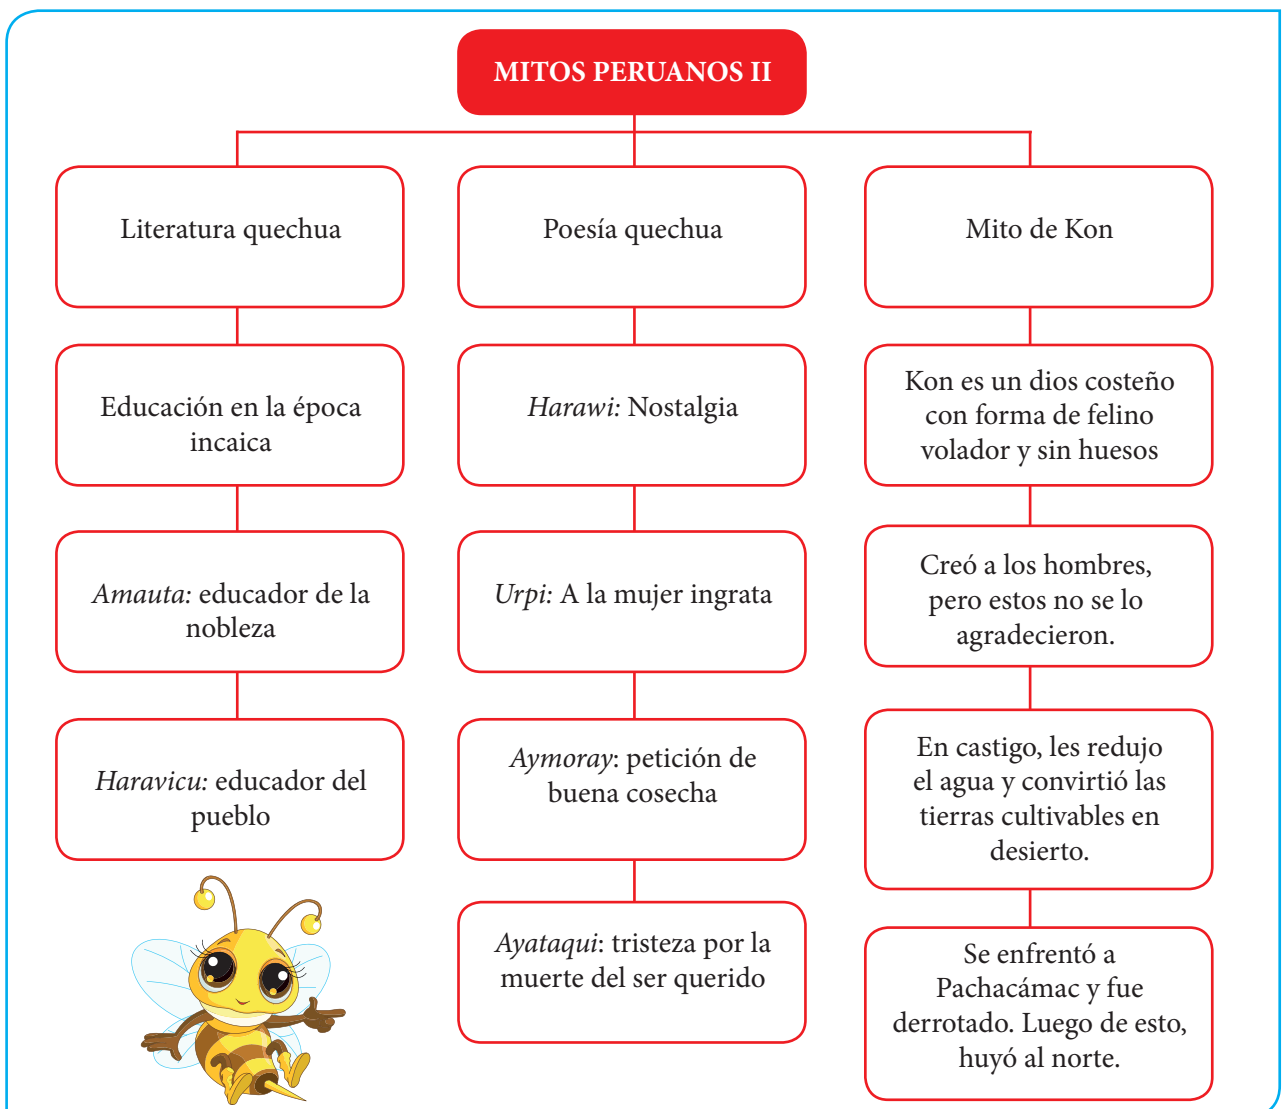 MITOS PERUANOS II
Literatura quechua
Educación en la época
incaica
Amauta: educador de la
nobleza
Haravicu: educador del
pueblo
Poesía quechua
Harawi: Nostalgia
Urpi: A la mujer ingrata
Aymoray: petición de
buena cosecha
Ayataqui: tristeza por la
muerte del ser querido
Mito de Kon
Kon es un dios costeño
con forma de felino
volador y sin huesos
Creó a los hombres,
pero estos no se lo
agradecieron.
En castigo, les redujo
el agua y convirtió las
tierras cultivables en
desierto.
Se enfrentó a
Pachacámac y fue
derrotado. Luego de esto,
huyó al norte.